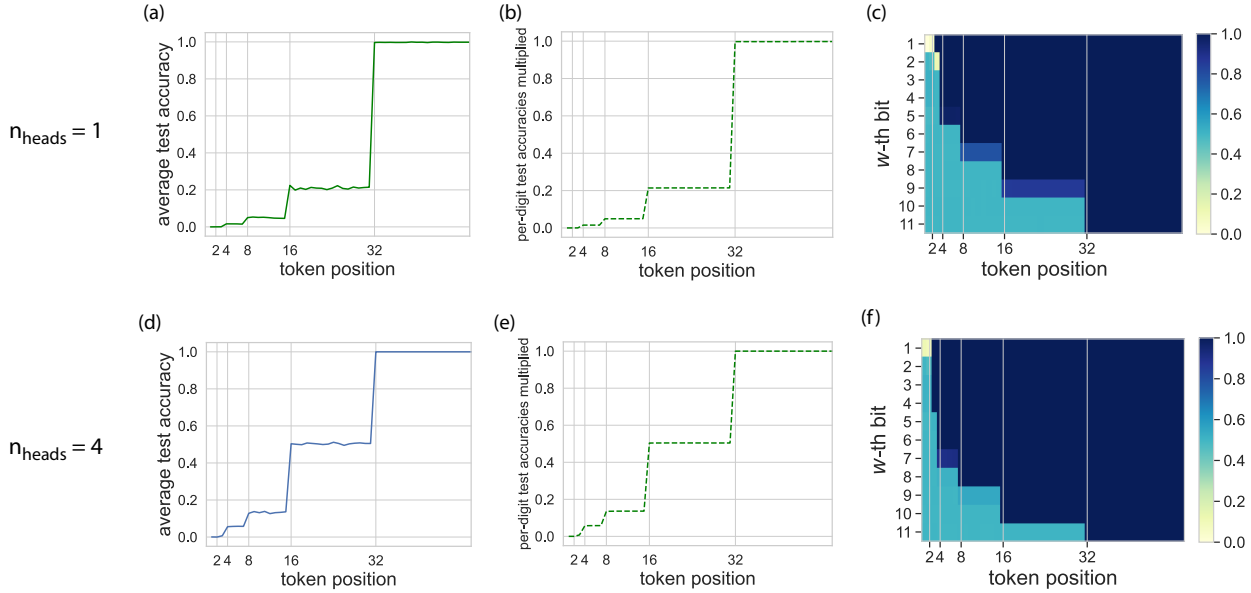 (a)
(b)
(c)
n_heads = 1
average test accuracy
1.0
0.8
0.6
0.4
0.2
0.0
2 4 8 16 32
token position
per-digit test accuracies multiplied
1.0
0.8
0.6
0.4
0.2
0.0
2 4 8 16 32
token position
w-th bit
1
2
3
4
5
6
7
8
9
10
11
2 4 8 16 32
token position
1.0
0.8
0.6
0.4
0.2
0.0
(d)
(e)
(f)
n_heads = 4
average test accuracy
1.0
0.8
0.6
0.4
0.2
0.0
2 4 8 16 32
token position
per-digit test accuracies multiplied
1.0
0.8
0.6
0.4
0.2
0.0
2 4 8 16 32
token position
w-th bit
1
2
3
4
5
6
7
8
9
10
11
2 4 8 16 32
token position
1.0
0.8
0.6
0.4
0.2
0.0